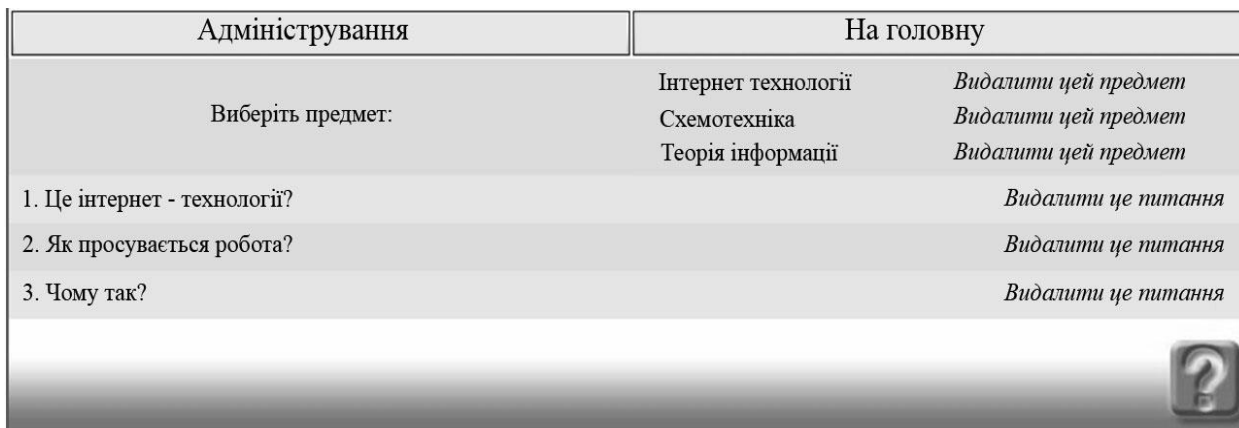 Адміністрування На головну
Інтернет технології Видалити цей предмет
Виберіть предмет: Схемотехніка Видалити цей предмет
Теорія інформації Видалити цей предмет
1. Це інтернет - технології? Видалити це питання
2. Як просувається робота? Видалити це питання
3. Чому так? Видалити це питання
?